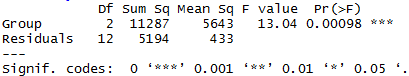 Df Sum Sq Mean Sq F value Pr(>F)
Group 2 11287 5643 13.04 0.00098 ***
Residuals 12 5194 433
---
Signif. codes: 0 ‘***’ 0.001 ‘**’ 0.01 ‘*’ 0.05 ‘.